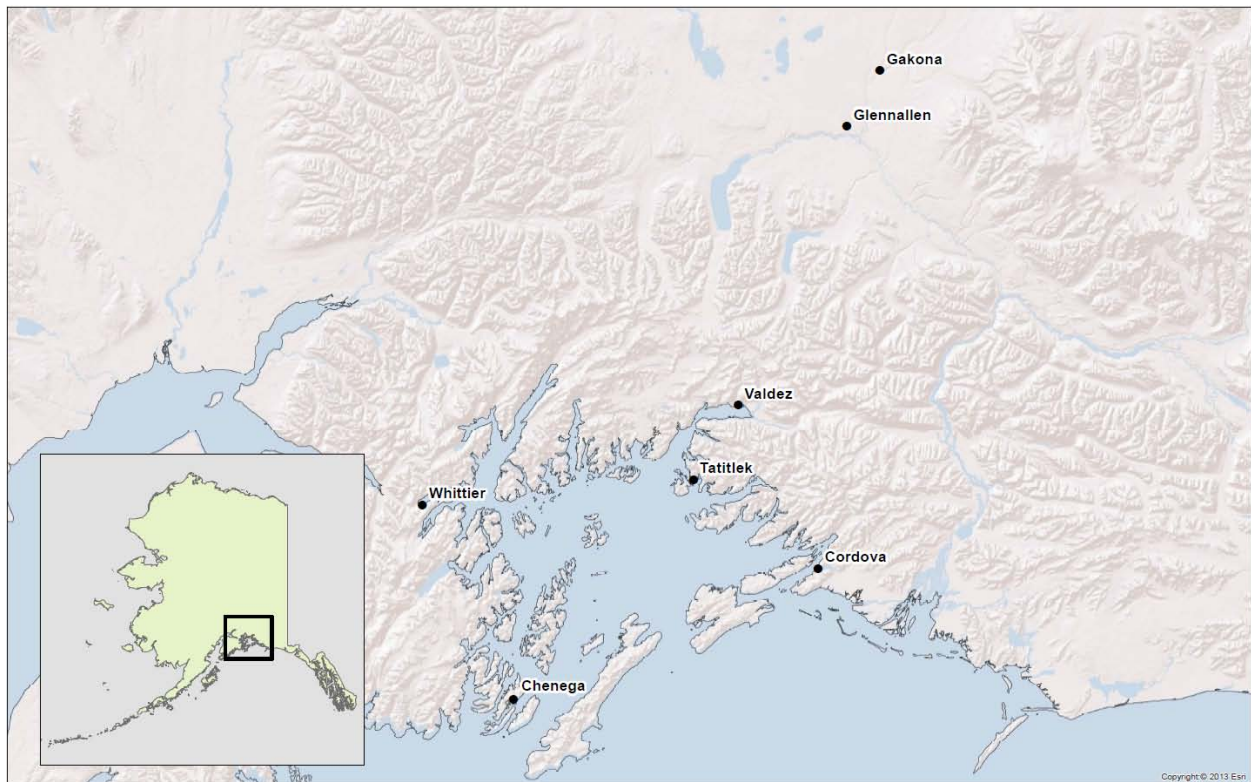 Gakona
Glennallen
Valdez
Tatitlek
Whittier
Cordova
Chenega
Copyright:© 2013 Esri